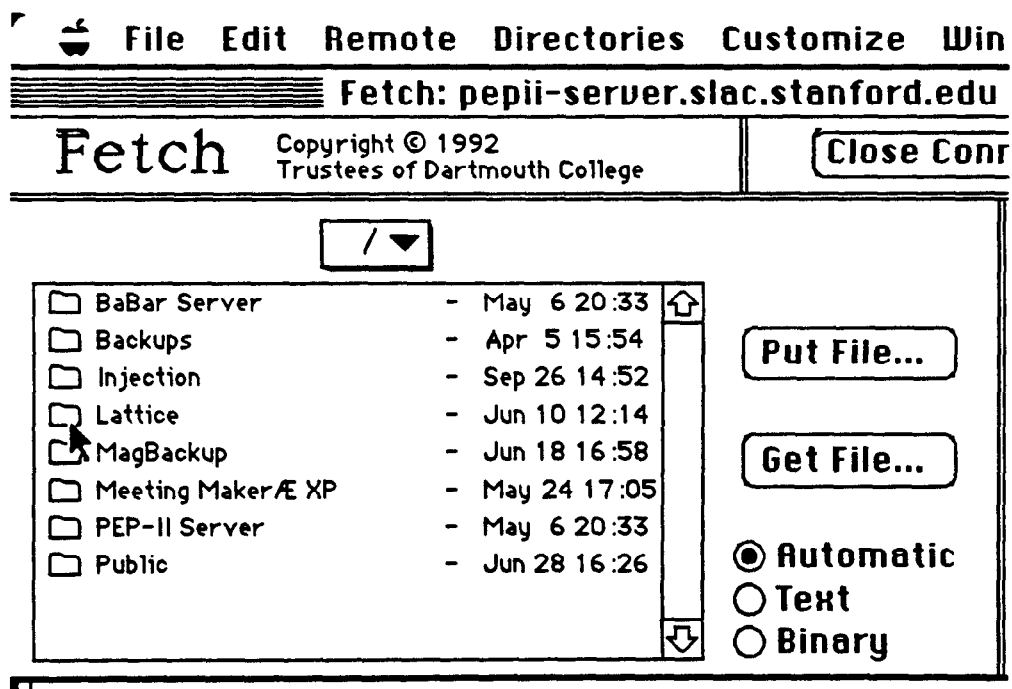 File Edit Remote Directories Customize Win
Fetch: pepii-server.slac.stanford.edu
Fetch
Copyright © 1992
Trustees of Dartmouth College
Close Conr
/
BaBar Server - May 6 20:33
Backups - Apr 5 15:54
Injection - Sep 26 14:52
Lattice - Jun 10 12:14
MagBackup - Jun 18 16:58
Meeting MakerÆ XP - May 24 17:05
PEP-II Server - May 6 20:33
Public - Jun 28 16:26
Put File...
Get File...
Automatic
Text
Binary